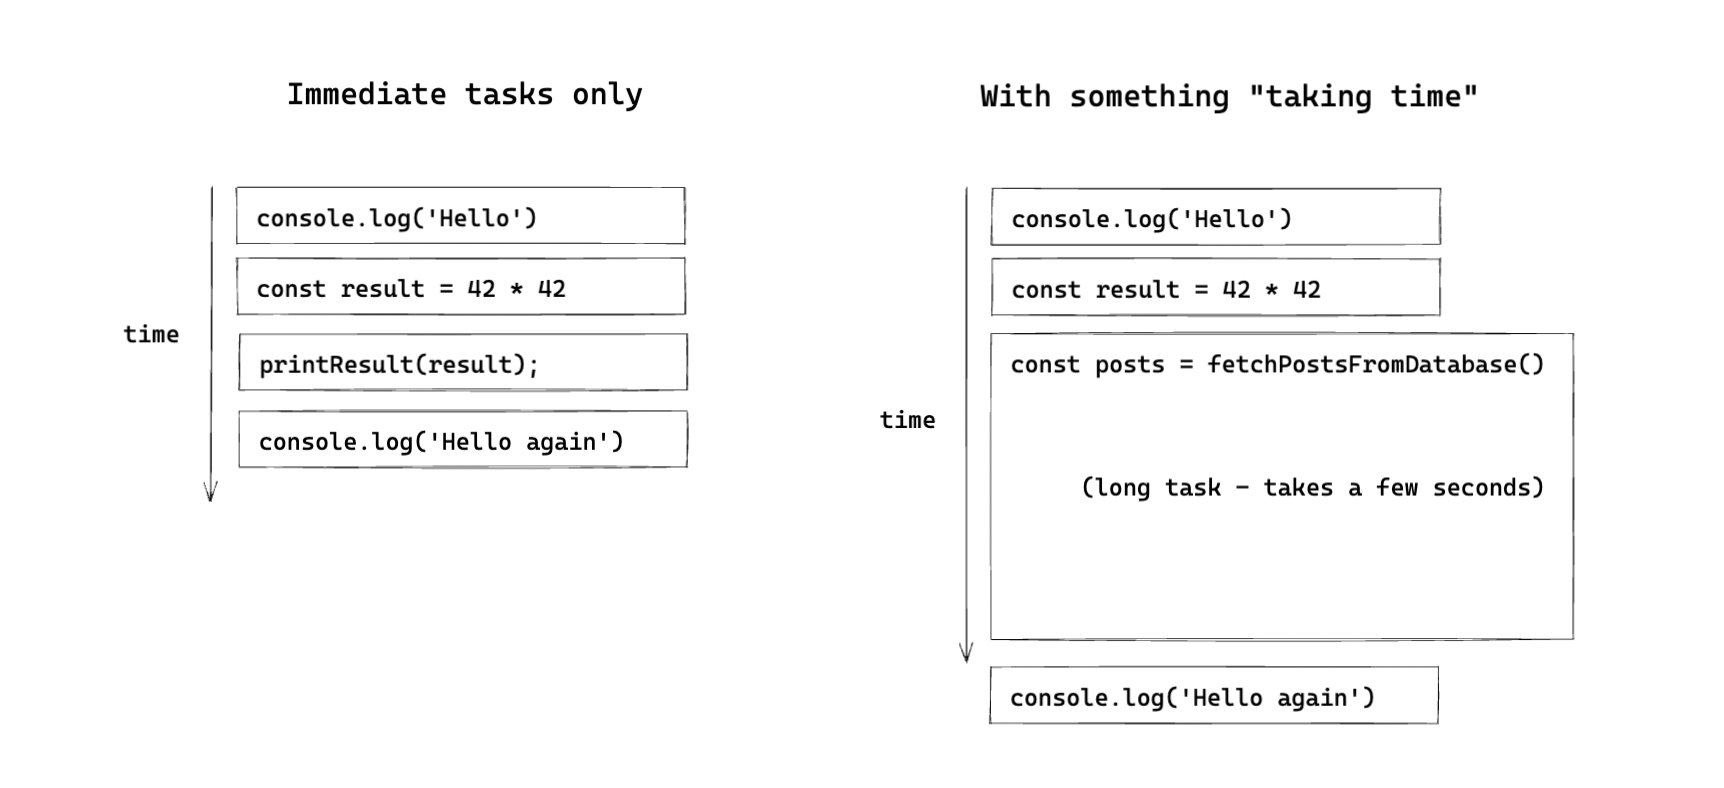 Immediate tasks only
time
console.log('Hello')
const result = 42 * 42
printResult(result);
console.log('Hello again')
With something "taking time"
time
console.log('Hello')
const result = 42 * 42
const posts = fetchPostsFromDatabase()
(long task - takes a few seconds)
console.log('Hello again')